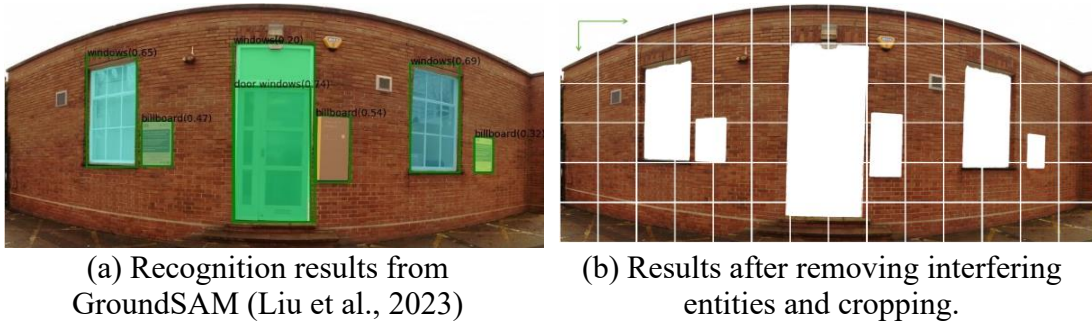 windows(0.65)
windows(0.20)
windows(0.69)
door windows(0.74)
billboard(0.47)
billboard(0.54)
billboard(0.32)
(a) Recognition results from
GroundSAM (Liu et al., 2023)
(b) Results after removing interfering
entities and cropping.